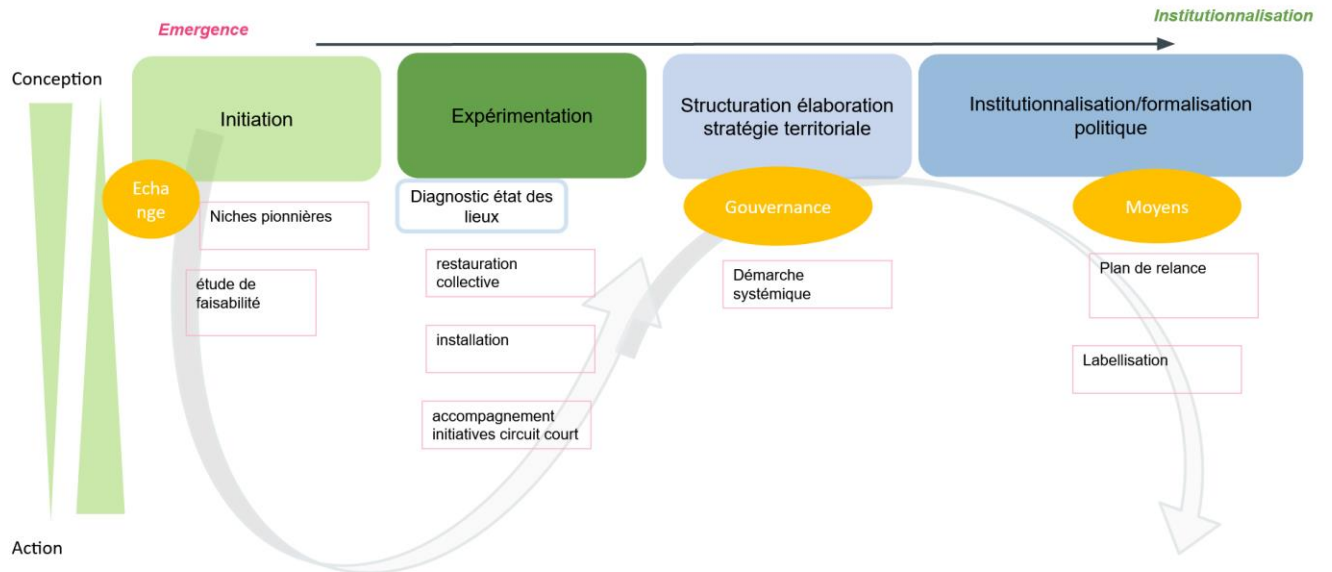 Emergence
Institutionnalisation
Conception
Initiation
Expérimentation
Structuration élaboration
stratégie territoriale
Institutionnalisation/formalisation
politique
Echa
nge
Niches pionnières
étude de
faisabilité
Diagnostic état des
lieux
restauration
collective
installation
accompagnement
initiatives circuit court
Gouvernance
Démarche
systémique
Moyens
Plan de relance
Labellisation
Action